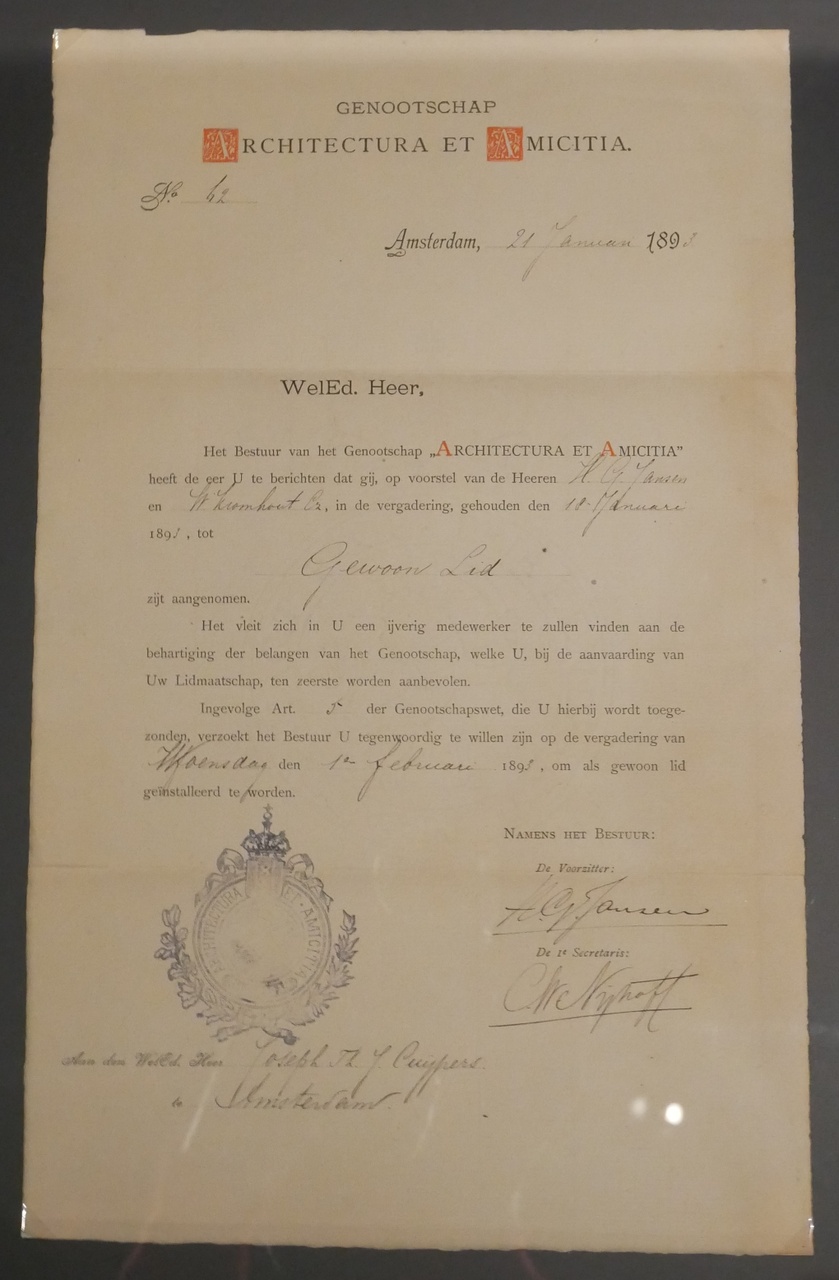 GENOOTSCHAP
ARCHITECTURA ET AMICITIA.
No. 62
Amsterdam, 21 Januari 1893
WelEd. Heer,
Het Bestuur van het Genootschap „ARCHITECTURA ET AMICITIA”
heeft de eer U te berichten dat gij, op voorstel van de Heeren H. G. Jansen
en W. Kromhout Cz, in de vergadering, gehouden den 18 Januari
1893, tot
Gewoon Lid
zijt aangenomen.
Het vleit zich in U een ijverig medewerker te zullen vinden aan de
behartiging der belangen van het Genootschap, welke U, bij de aanvaarding van
Uw Lidmaatschap, ten zeerste worden aanbevolen.
Ingevolge Art. 5 der Genootschapswet, die U hierbij wordt toege-
zonden, verzoekt het Bestuur U tegenwoordig te willen zijn op de vergadering van
Woensdag den 1en februari 1893, om als gewoon lid
geïnstalleerd te worden.
NAMENS HET BESTUUR:
De Voorzitter:
H. G. Jansen
De 1e Secretaris:
C. W. Nijhoff
ARCHITECTURA ET AMICITIA
Aan den WelEd. Heer Joseph Th. J. Cuypers.
te Amsterdam.